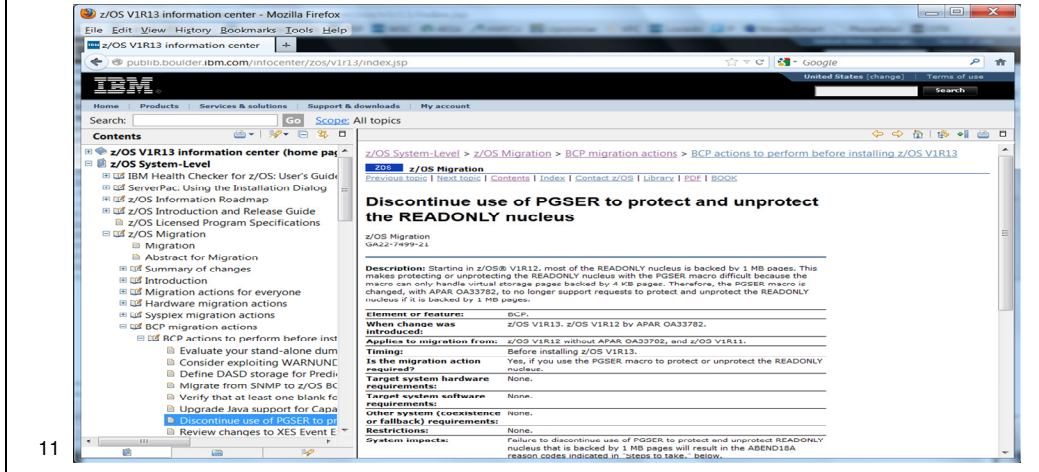 z/OS V1R13 information center - Mozilla Firefox
File Edit View History Bookmarks Tools Help
z/OS V1R13 information center +
publib.boulder.ibm.com/infocenter/zos/v1r13/index.jsp Google
United States [change] Terms of use
IBM
Search
Home Products Services & solutions Support & downloads My account
Search: Go Scope: All topics
Contents
z/OS V1R13 information center (home pag
z/OS System-Level
IBM Health Checker for z/OS: User's Guide
ServerPac: Using the Installation Dialog
z/OS Information Roadmap
z/OS Introduction and Release Guide
z/OS Licensed Program Specifications
z/OS Migration
Migration
Abstract for Migration
Summary of changes
Introduction
Migration actions for everyone
Hardware migration actions
Sysplex migration actions
BCP migration actions
BCP actions to perform before inst
Evaluate your stand-alone dum
Consider exploiting WARNUND
Define DASD storage for Predi
Migrate from SNMP to z/OS BC
Verify that at least one blank fo
Upgrade Java support for Capa
Discontinue use of PGSER to pr
Review changes to XES Event E
z/OS System-Level > z/OS Migration > BCP migration actions > BCP actions to perform before installing z/OS V1R13
ZOS z/OS Migration
Previous topic | Next topic | Contents | Index | Contact z/OS | Library | PDF | BOOK
Discontinue use of PGSER to protect and unprotect
the READONLY nucleus
z/OS Migration
GA22-7499-21
Description: Starting in z/OS® V1R12, most of the READONLY nucleus is backed by 1 MB pages. This
makes protecting or unprotecting the READONLY nucleus with the PGSER macro difficult because the
macro can only handle virtual storage pages backed by 4 KB pages. Therefore, the PGSER macro is
changed, with APAR OA33782, to no longer support requests to protect and unprotect the READONLY
nucleus if it is backed by 1 MB pages.
Element or feature: BCP.
When change was introduced: z/OS V1R13. z/OS V1R12 by APAR OA33782.
Applies to migration from: z/OS V1R12 without APAR OA33782, and z/OS V1R11.
Timing: Before installing z/OS V1R13.
Is the migration action required? Yes, if you use the PGSER macro to protect or unprotect the READONLY nucleus.
Target system hardware requirements: None.
Target system software requirements: None.
Other system (coexistence or fallback) requirements: None.
Restrictions: None.
System impacts: Failure to discontinue use of PGSER to protect and unprotect READONLY
nucleus that is backed by 1 MB pages will result in the ABEND18A
reason codes indicated in "Steps to take," below.
11